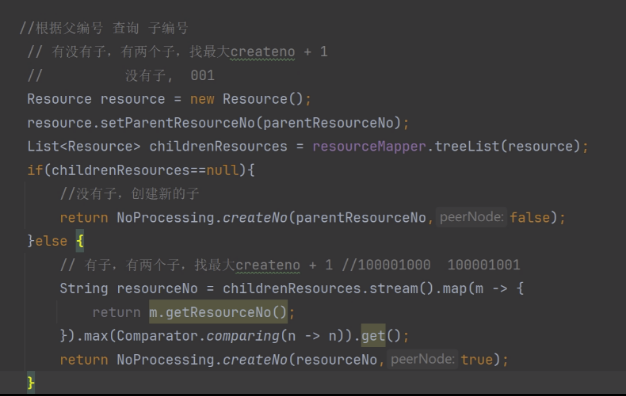 //根据父编号 查询 子编号
// 有没有子，有两个子，找最大createno + 1
//          没有子， 001
Resource resource = new Resource();
resource.setParentResourceNo(parentResourceNo);
List<Resource> childrenResources = resourceMapper.treeList(resource);
if(childrenResources==null){
//没有子，创建新的子
return NoProcessing.createNo(parentResourceNo, peerNode: false);
}else {
// 有子，有两个子，找最大createno + 1 //100001000  100001001
String resourceNo = childrenResources.stream().map(m -> {
return m.getResourceNo();
}).max(Comparator.comparing(n -> n)).get();
return NoProcessing.createNo(resourceNo, peerNode: true);
}